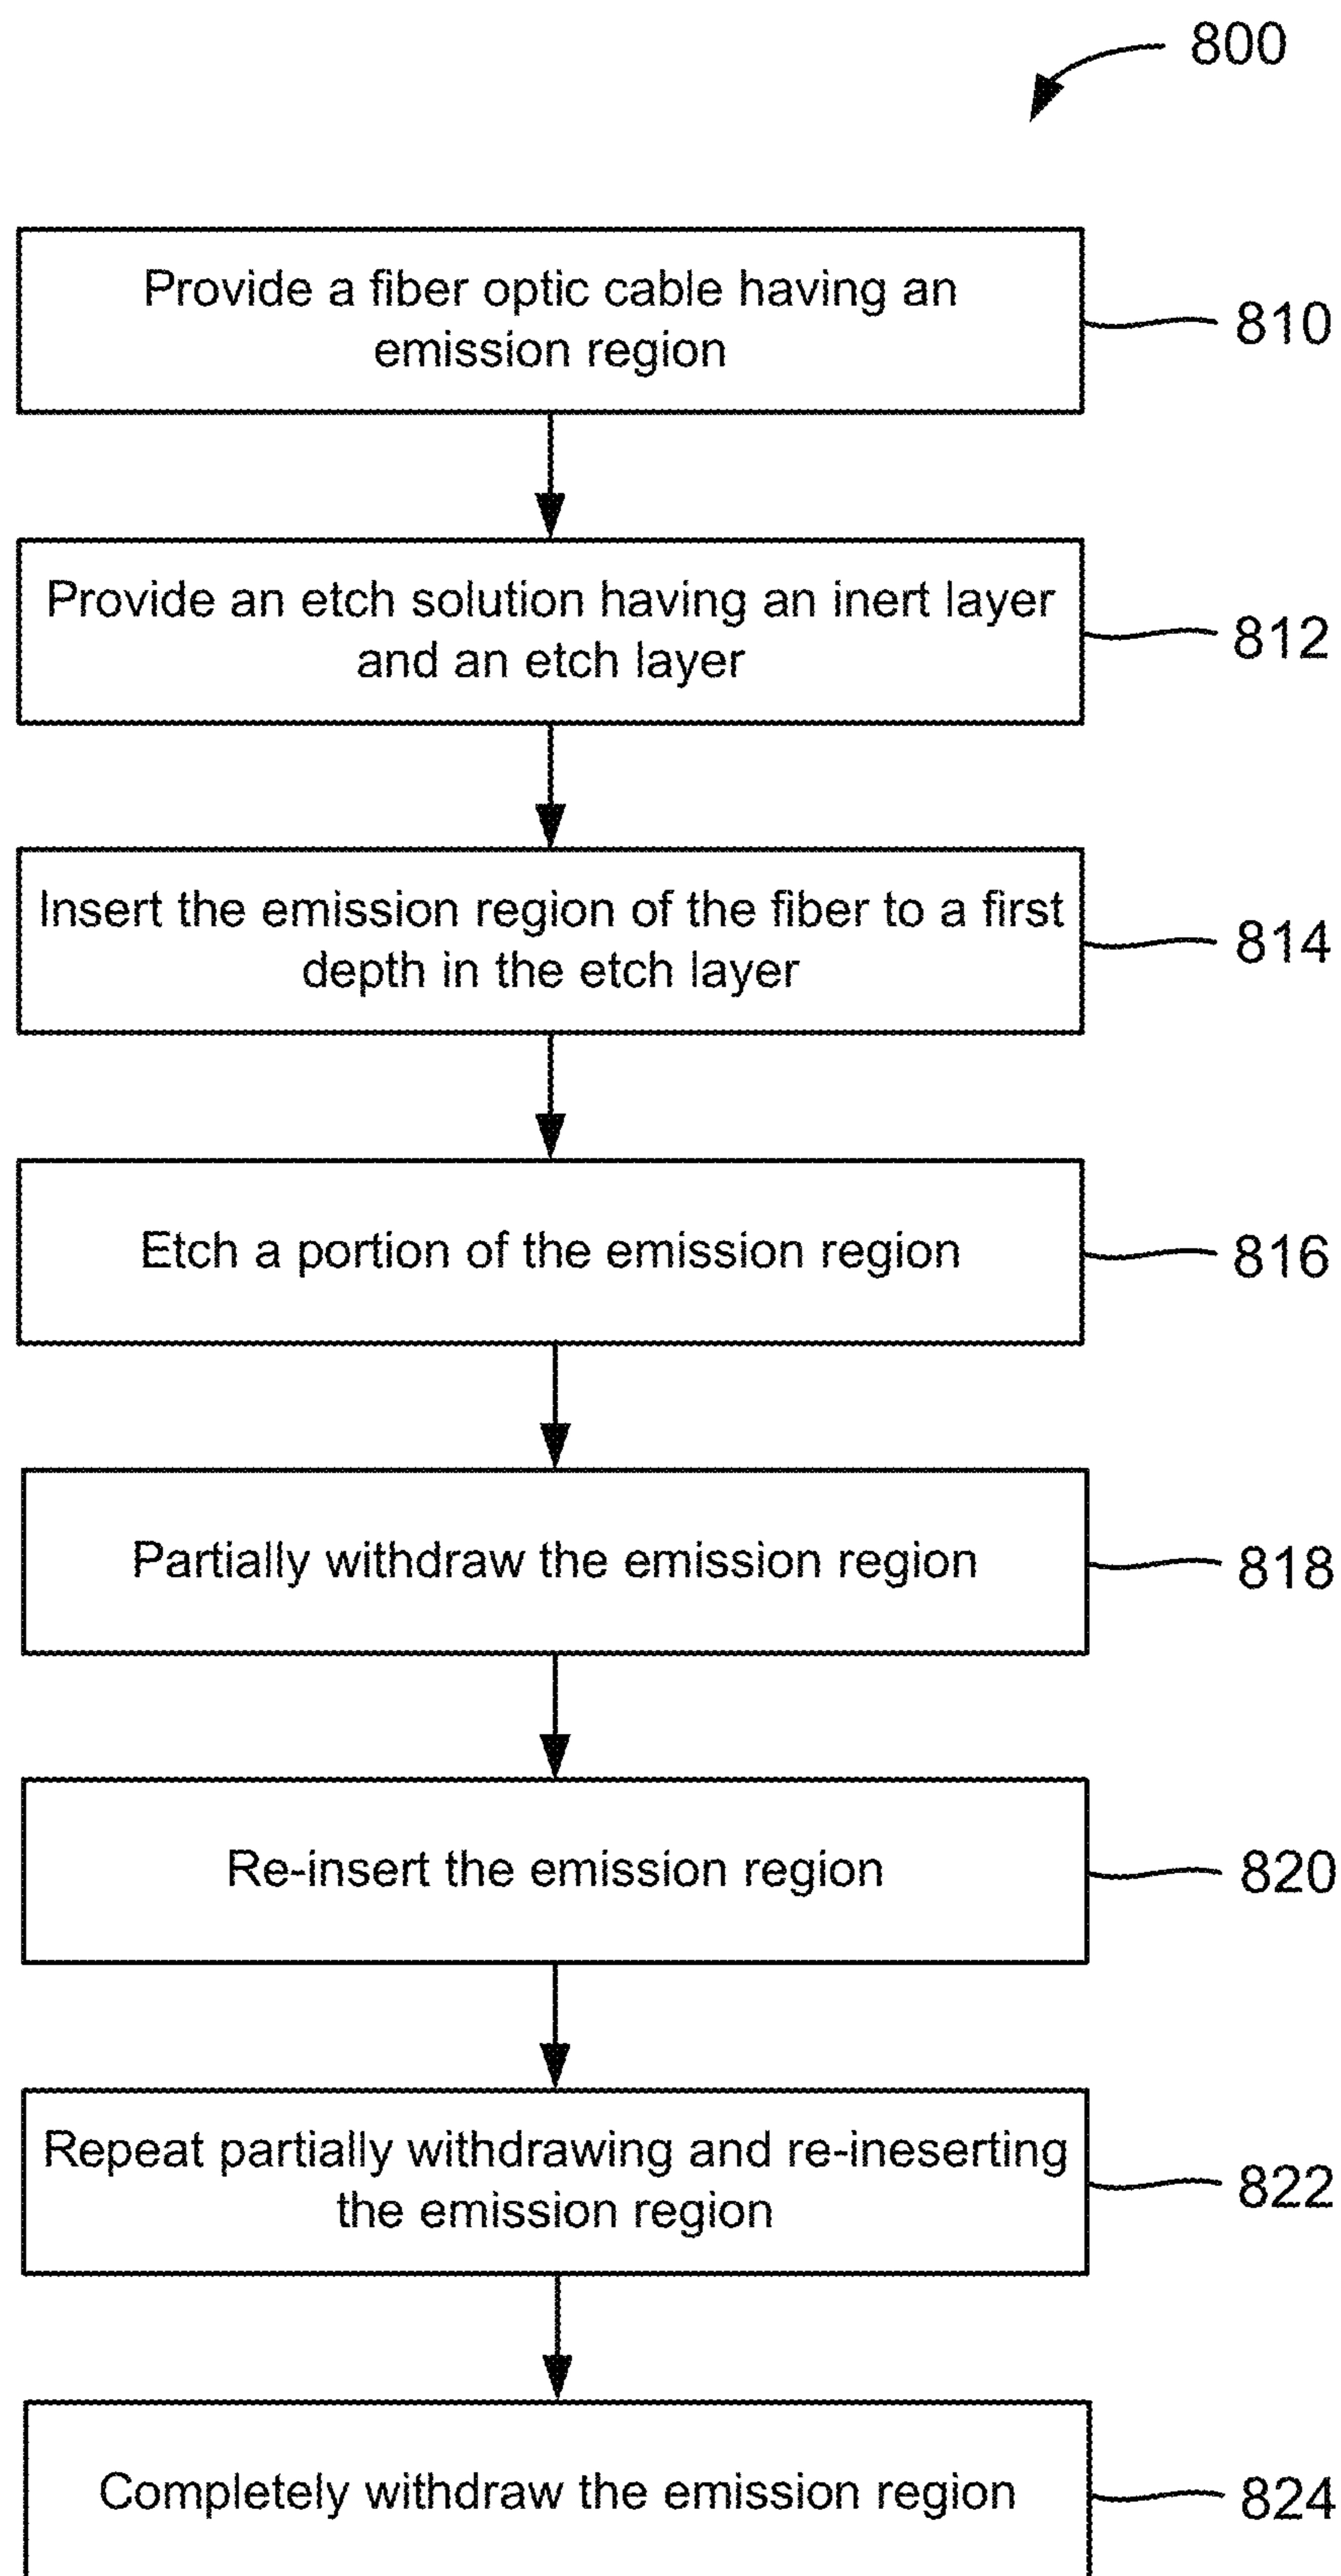 800
Provide a fiber optic cable having an
emission region
810
Provide an etch solution having an inert layer
and an etch layer
812
Insert the emission region of the fiber to a first
depth in the etch layer
814
Etch a portion of the emission region
816
Partially withdraw the emission region
818
Re-insert the emission region
820
Repeat partially withdrawing and re-ineserting
the emission region
822
Completely withdraw the emission region
824